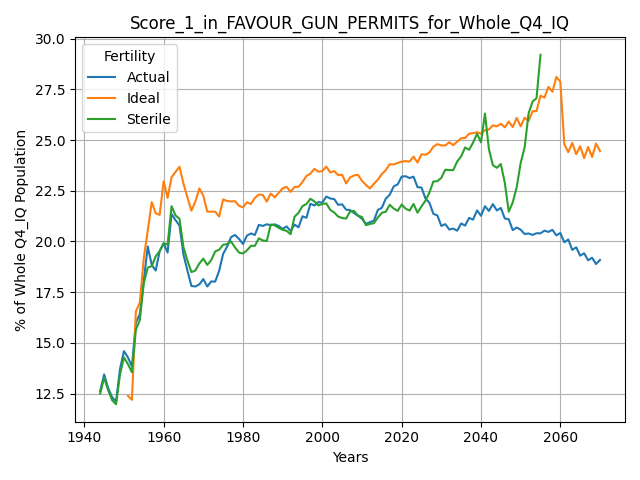 Score_1_in_FAVOUR_GUN_PERMITS_for_Whole_Q4_IQ
% of Whole Q4_IQ Population
30.0
27.5
25.0
22.5
20.0
17.5
15.0
12.5
Fertility
Actual
Ideal
Sterile
1940 1960 1980 2000 2020 2040 2060
Years